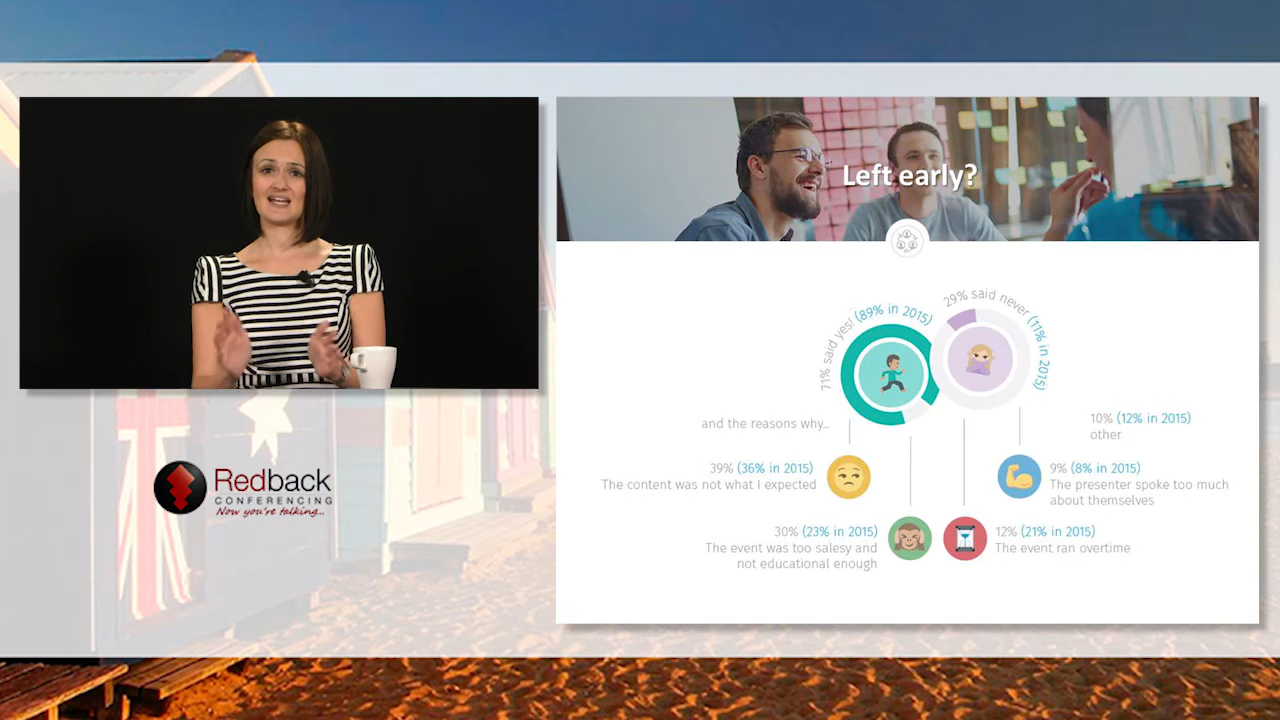 Left early?
71% said yes! (89% in 2015)
29% said never (11% in 2015)
and the reasons why...
39% (36% in 2015)
The content was not what I expected
30% (23% in 2015)
The event was too salesy and
not educational enough
12% (21% in 2015)
The event ran overtime
9% (8% in 2015)
The presenter spoke too much
about themselves
10% (12% in 2015)
other
Redback
CONFERENCING
Now you're talking...